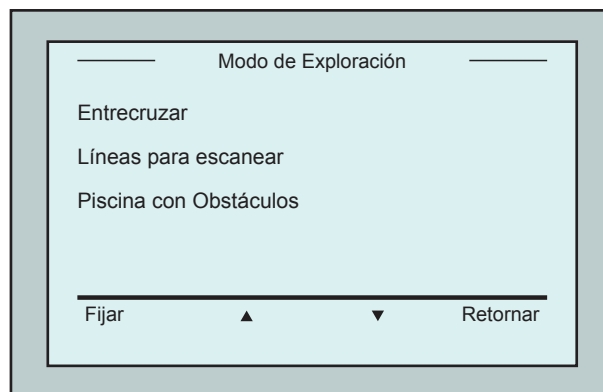 Modo de Exploración
Entrecruzar
Líneas para escanear
Piscina con Obstáculos
Fijar ▲ ▼ Retornar